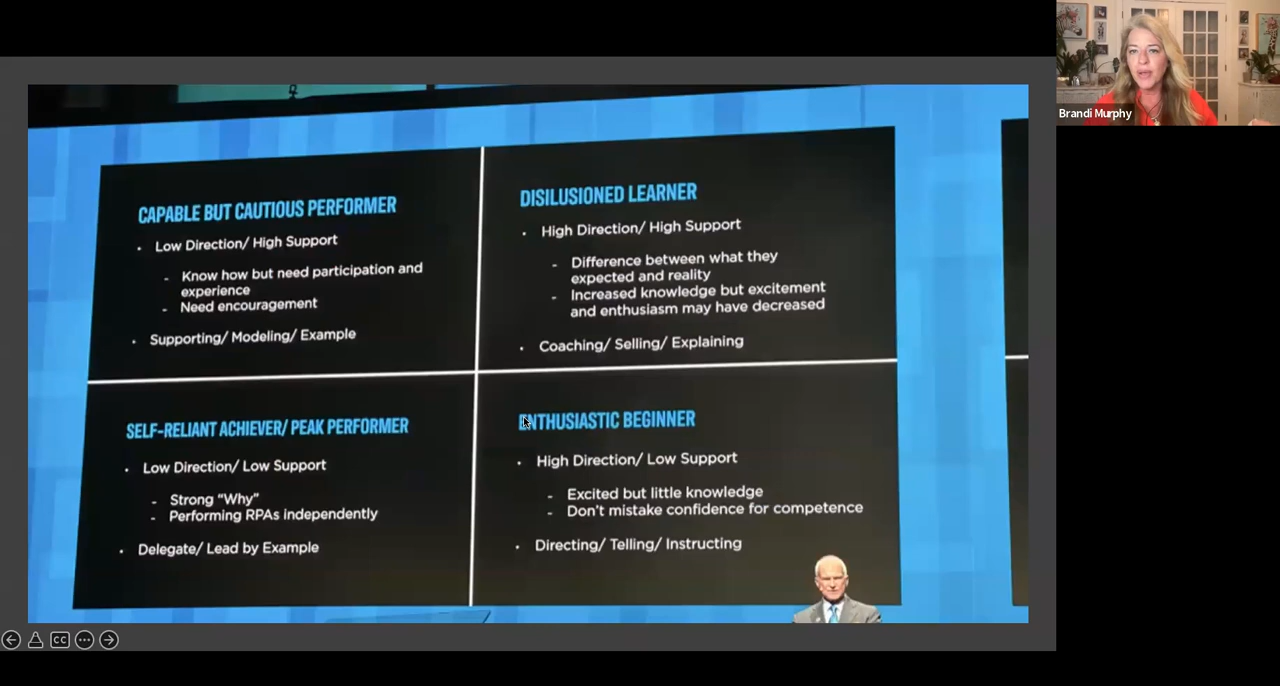 CAPABLE BUT CAUTIOUS PERFORMER
• Low Direction/ High Support
- Know how but need participation and
experience
- Need encouragement
• Supporting/ Modeling/ Example
DISILUSIONED LEARNER
• High Direction/ High Support
- Difference between what they
expected and reality
- Increased knowledge but excitement
and enthusiasm may have decreased
• Coaching/ Selling/ Explaining
SELF-RELIANT ACHIEVER/ PEAK PERFORMER
• Low Direction/ Low Support
- Strong "Why"
- Performing RPAs independently
• Delegate/ Lead by Example
ENTHUSIASTIC BEGINNER
• High Direction/ Low Support
- Excited but little knowledge
- Don't mistake confidence for competence
• Directing/ Telling/ Instructing
Brandi Murphy
CC